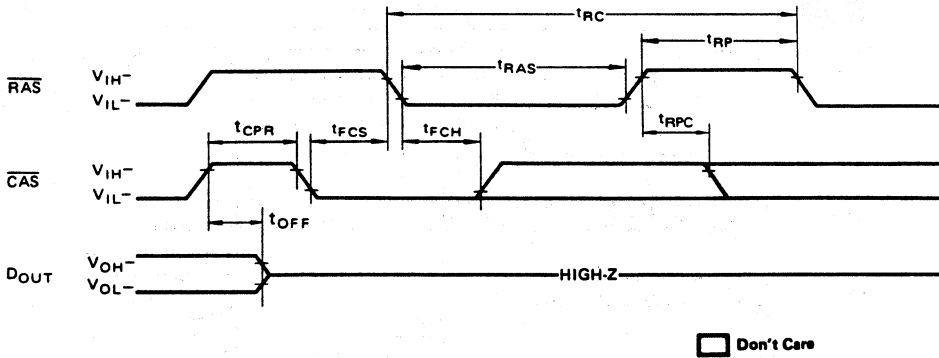 tRC
tRP
RAS
VIH–
VIL–
tRAS
tCPR
tFCS
tFCH
tRPC
CAS
VIH–
VIL–
tOFF
DOUT
VOH–
VOL–
HIGH-Z
Don't Care